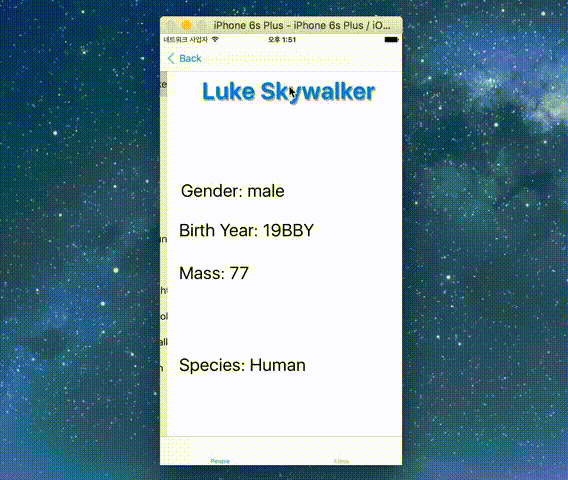 iPhone 6s Plus - iPhone 6s Plus / iO...
네트워크 사업자 오후 1:51
Back
Luke Skywalker
Gender: male
Birth Year: 19BBY
Mass: 77
Species: Human
People Films